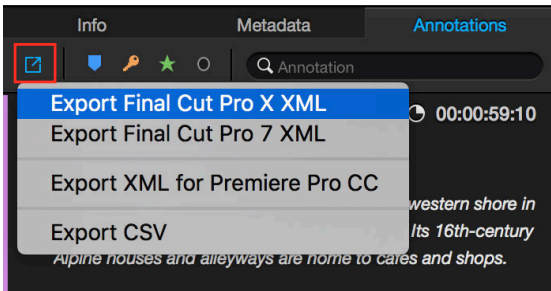 Info Metadata Annotations
Annotation
Export Final Cut Pro X XML
00:00:59:10
Export Final Cut Pro 7 XML
Export XML for Premiere Pro CC
western shore in
Export CSV
Its 16th-century
Alpine houses and alleyways are home to cafes and shops.